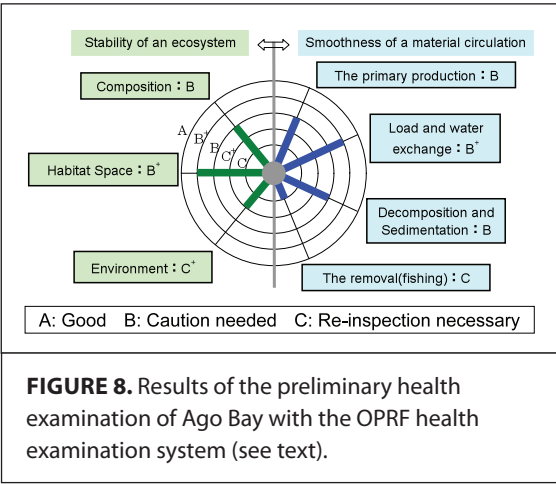 Stability of an ecosystem
Smoothness of a material circulation
Composition：B
The primary production：B
A
B⁺
B
C⁺
C
Load and water
exchange：B⁺
Habitat Space：B⁺
Decomposition and
Sedimentation：B
Environment：C⁺
The removal(fishing)：C
A: Good B: Caution needed C: Re-inspection necessary
FIGURE 8. Results of the preliminary health
examination of Ago Bay with the OPRF health
examination system (see text).